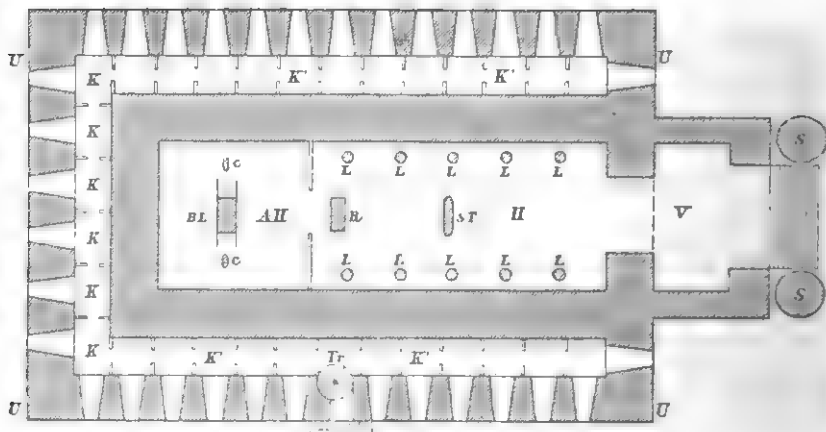 U U
K K' K'
K
C L L L L L
K
BL AH R ST H V
K
C L L L L L
K S
K K' Tr K'
U U
S